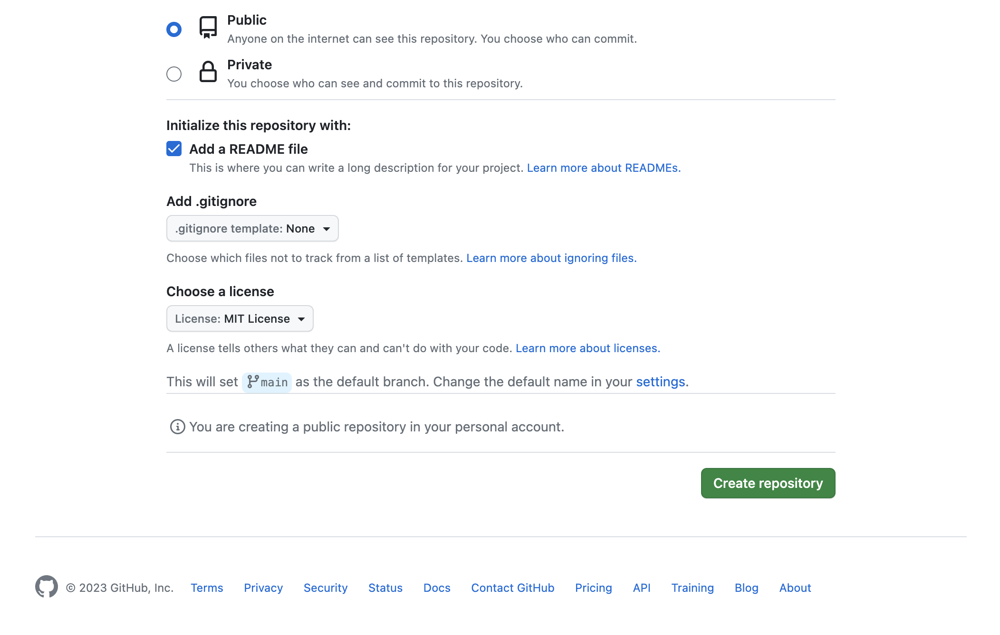 Public
Anyone on the internet can see this repository. You choose who can commit.
Private
You choose who can see and commit to this repository.
Initialize this repository with:
Add a README file
This is where you can write a long description for your project. Learn more about READMEs.
Add .gitignore
.gitignore template: None
Choose which files not to track from a list of templates. Learn more about ignoring files.
Choose a license
License: MIT License
A license tells others what they can and can't do with your code. Learn more about licenses.
This will set main as the default branch. Change the default name in your settings.
You are creating a public repository in your personal account.
Create repository
© 2023 GitHub, Inc. Terms Privacy Security Status Docs Contact GitHub Pricing API Training Blog About